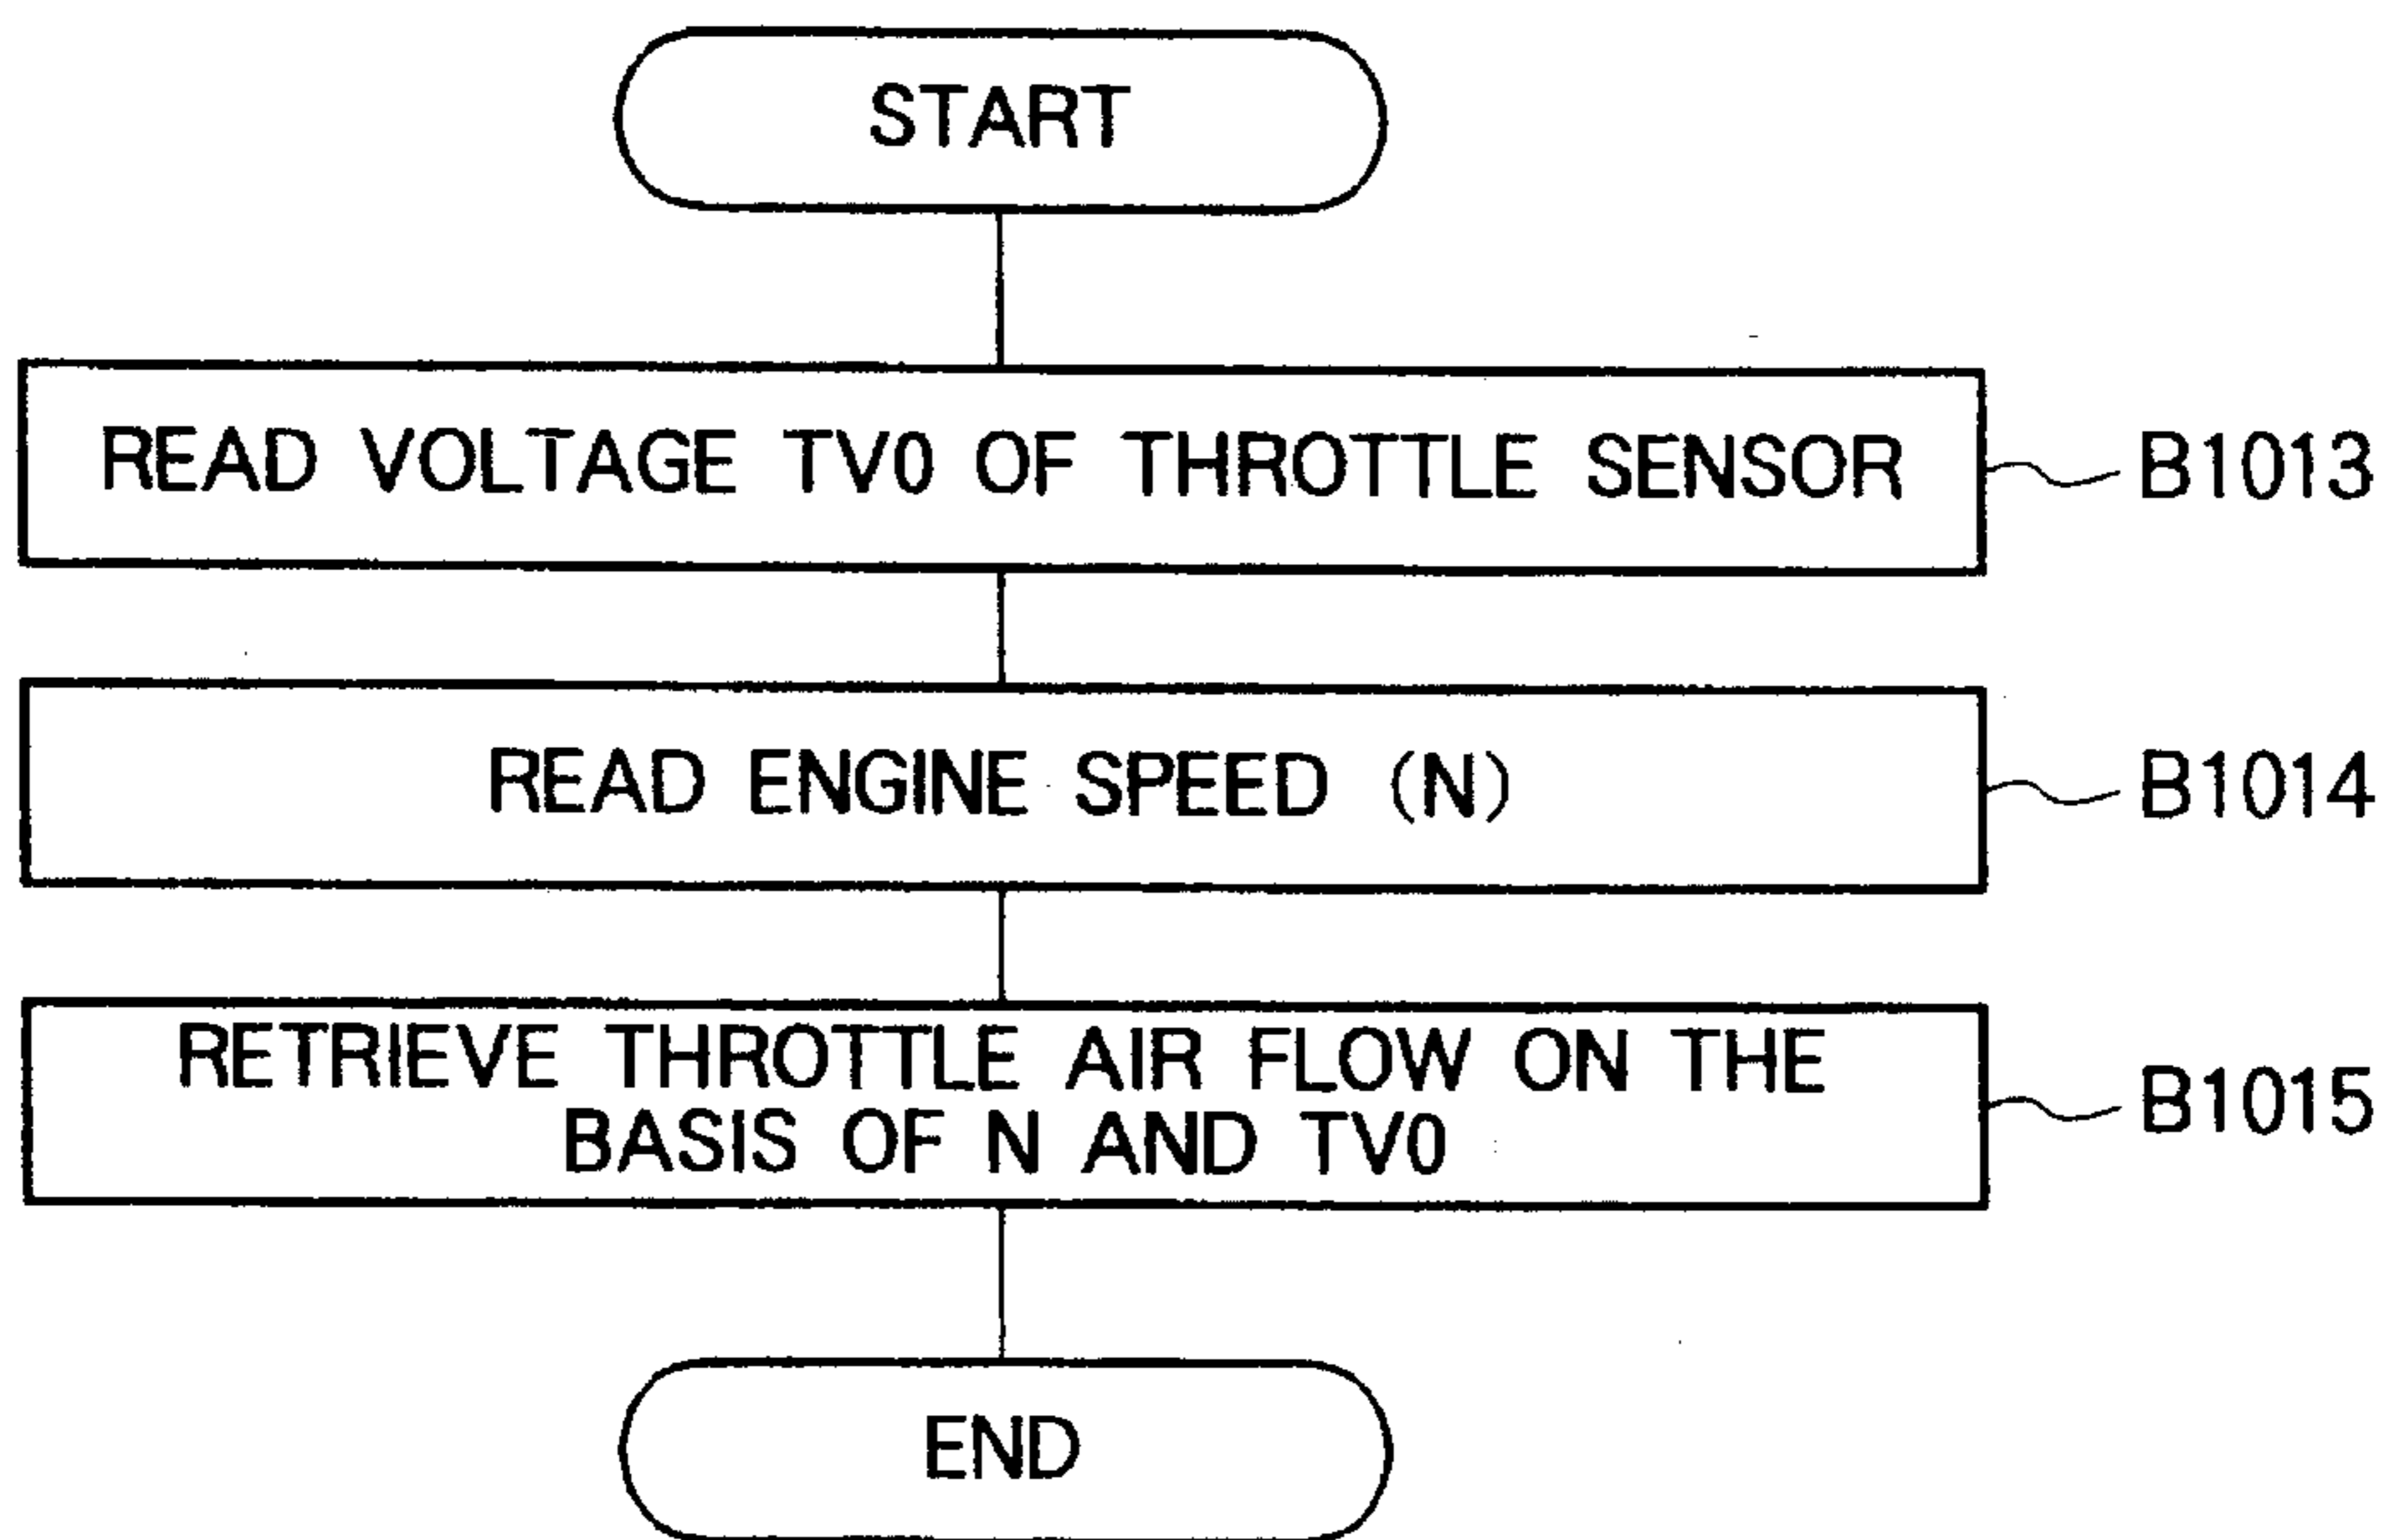 START
READ VOLTAGE TV0 OF THROTTLE SENSOR
B1013
READ ENGINE SPEED (N)
B1014
RETRIEVE THROTTLE AIR FLOW ON THE
BASIS OF N AND TV0
B1015
END